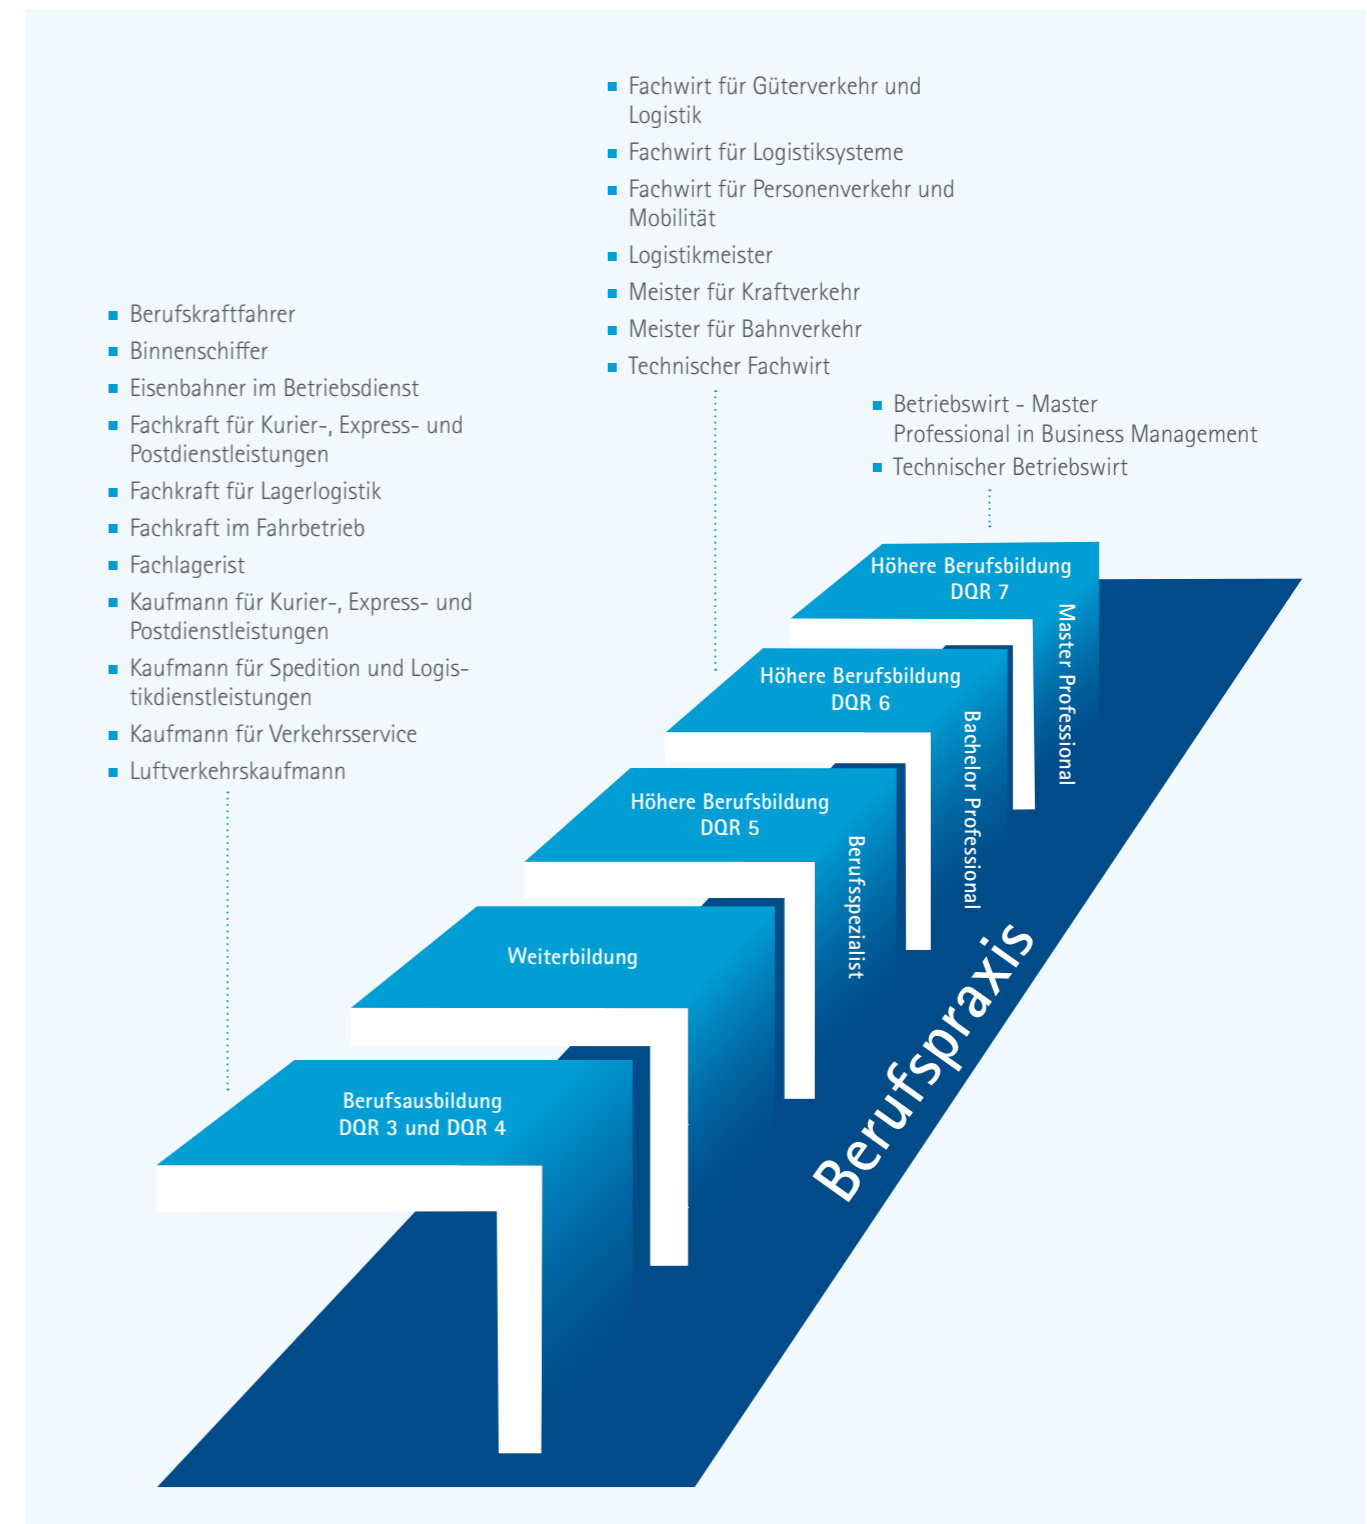 Fachwirt für Güterverkehr und
Logistik
Fachwirt für Logistiksysteme
Fachwirt für Personenverkehr und
Mobilität
Logistikmeister
Meister für Kraftverkehr
Meister für Bahnverkehr
Technischer Fachwirt
Berufskraftfahrer
Binnenschiffer
Eisenbahner im Betriebsdienst
Fachkraft für Kurier-, Express- und
Postdienstleistungen
Fachkraft für Lagerlogistik
Fachkraft im Fahrbetrieb
Fachlagerist
Kaufmann für Kurier-, Express- und
Postdienstleistungen
Kaufmann für Spedition und Logis-
tikdienstleistungen
Kaufmann für Verkehrsservice
Luftverkehrskaufmann
Betriebswirt - Master
Professional in Business Management
Technischer Betriebswirt
Höhere Berufsbildung
DQR 7
Master Professional
Höhere Berufsbildung
DQR 6
Bachelor Professional
Höhere Berufsbildung
DQR 5
Berufsspezialist
Weiterbildung
Berufsausbildung
DQR 3 und DQR 4
Berufspraxis